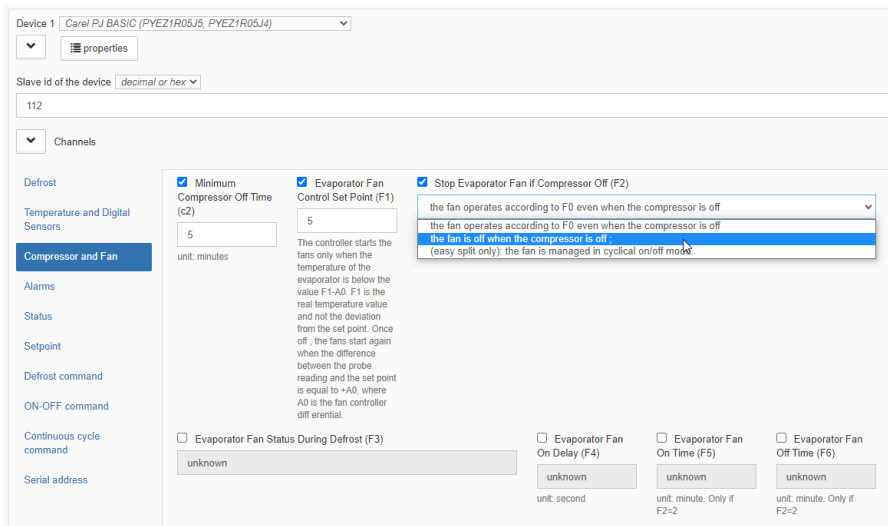 Device 1 Carel PJ BASIC (PYEZ1R05J5, PYEZ1R05J4)
properties
Slave id of the device decimal or hex
112
Channels
Defrost
Temperature and Digital
Sensors
Compressor and Fan
Alarms
Status
Setpoint
Defrost command
ON-OFF command
Continuous cycle
command
Serial address
Minimum
Compressor Off Time
(c2)
5
unit: minutes
Evaporator Fan
Control Set Point (F1)
5
The controller starts the
fans only when the
temperature of the
evaporator is below the
value F1-A0. F1 is the
real temperature value
and not the deviation
from the set point. Once
off , the fans start again
when the difference
between the probe
reading and the set point
is equal to +A0, where
A0 is the fan controller
diff erential.
Stop Evaporator Fan if Compressor Off (F2)
the fan operates according to F0 even when the compressor is off
the fan operates according to F0 even when the compressor is off
the fan is off when the compressor is off ;
(easy split only): the fan is managed in cyclical on/off mode.
Evaporator Fan Status During Defrost (F3)
unknown
Evaporator Fan
On Delay (F4)
unknown
unit: second
Evaporator Fan
On Time (F5)
unknown
unit: minute. Only if
F2=2
Evaporator Fan
Off Time (F6)
unknown
unit: minute. Only if
F2=2